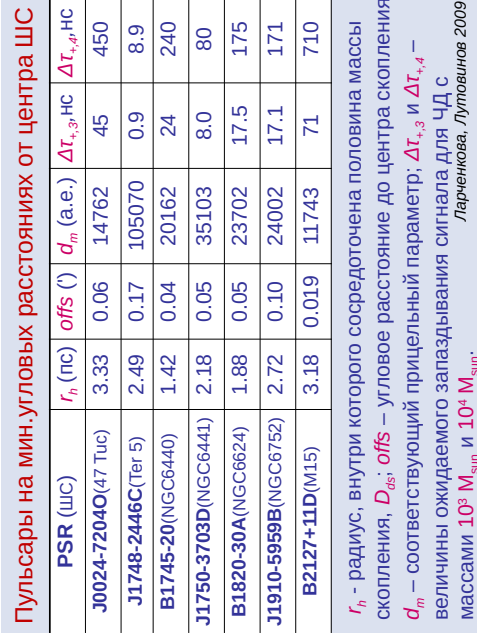 Пульсары на мин.угловых расстояниях от центра ШС
PSR (шс) r_h (пс) offs (') d_m (а.е.) Δτ_+,3,нс Δτ_+,4,нс
J0024-7204O(47 Tuc) 3.33 0.06 14762 45 450
J1748-2446C(Ter 5) 2.49 0.17 105070 0.9 8.9
B1745-20(NGC6440) 1.42 0.04 20162 24 240
J1750-3703D(NGC6441) 2.18 0.05 35103 8.0 80
B1820-30A(NGC6624) 1.88 0.05 23702 17.5 175
J1910-5959B(NGC6752) 2.72 0.10 24002 17.1 171
B2127+11D(M15) 3.18 0.019 11743 71 710
r_h - радиус, внутри которого сосредоточена половина массы
скопления, D_ds; offs – угловое расстояние до центра скопления
d_m – соответствующий прицельный параметр; Δτ_+,3 и Δτ_+,4 –
величины ожидаемого запаздывания сигнала для ЧД с
массами 10³ M_sun и 10⁴ M_sun.
Ларченкова, Лутовинов 2009